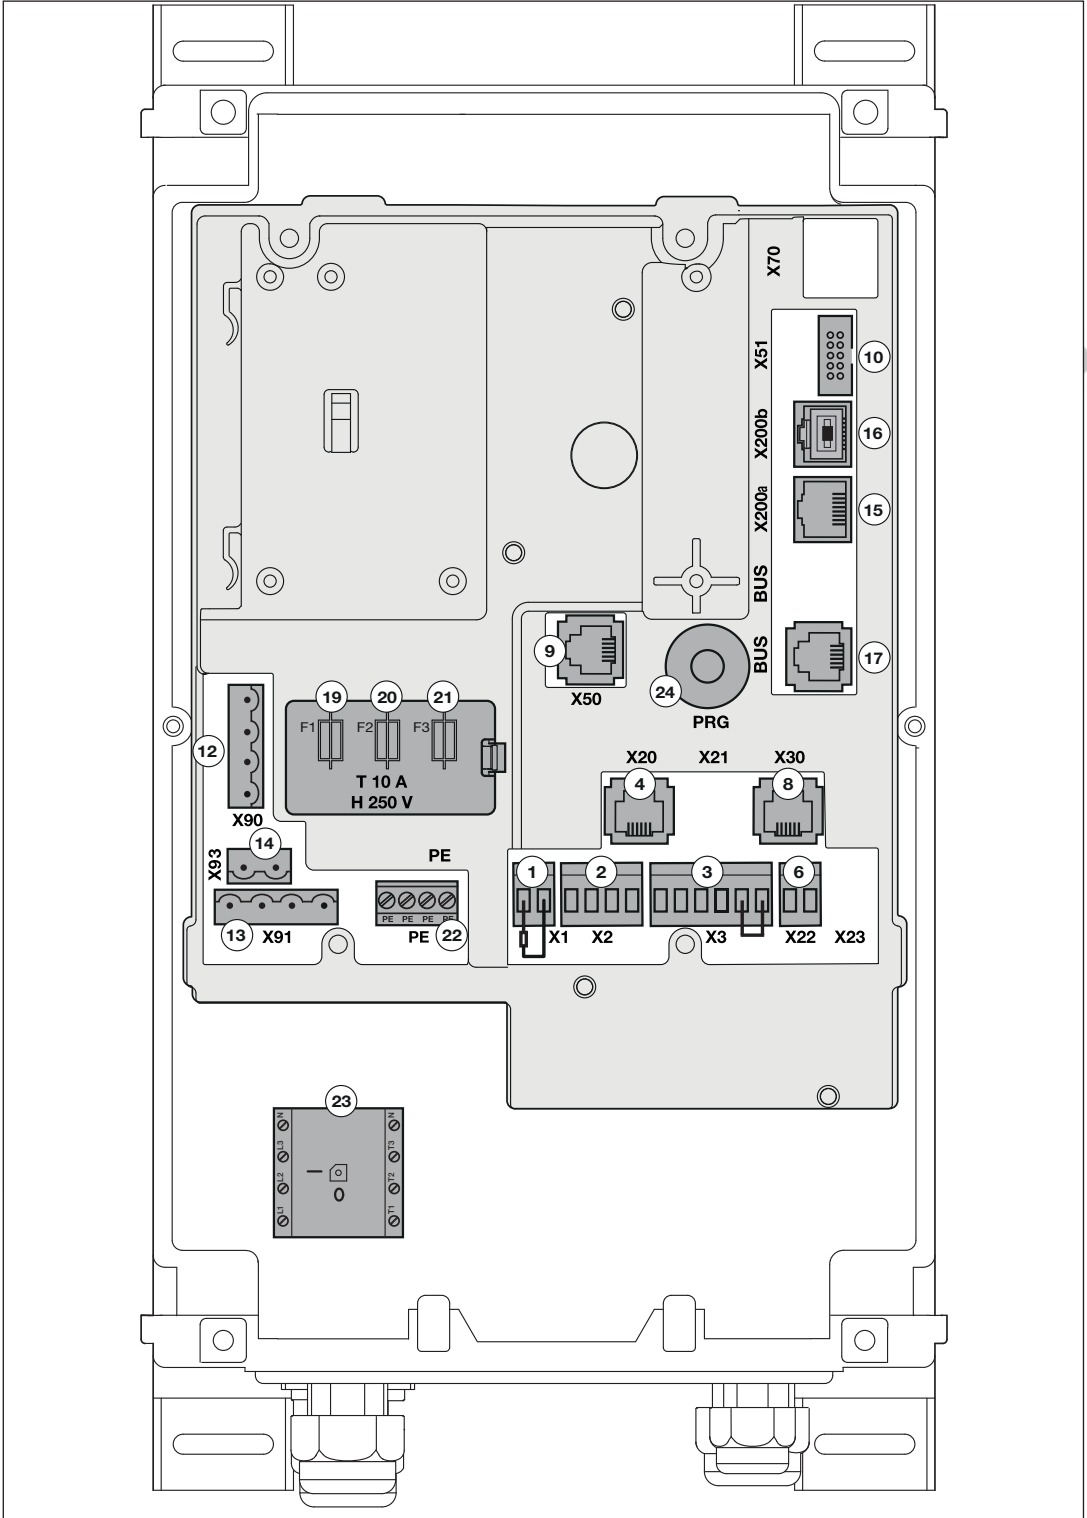 X70
X51
10
X200b
16
X200a
15
BUS
BUS
17
9
X50
24
PRG
19
20
21
F1
F2
F3
T 10 A
H 250 V
12
X90
X20
X21
X30
4
8
X93
14
PE
1
2
3
6
PE PE PE PE
13
X91
PE
22
X1
X2
X3
X22
X23
23
N
N
L3
T3
L2
T2
L1
T1
I
0